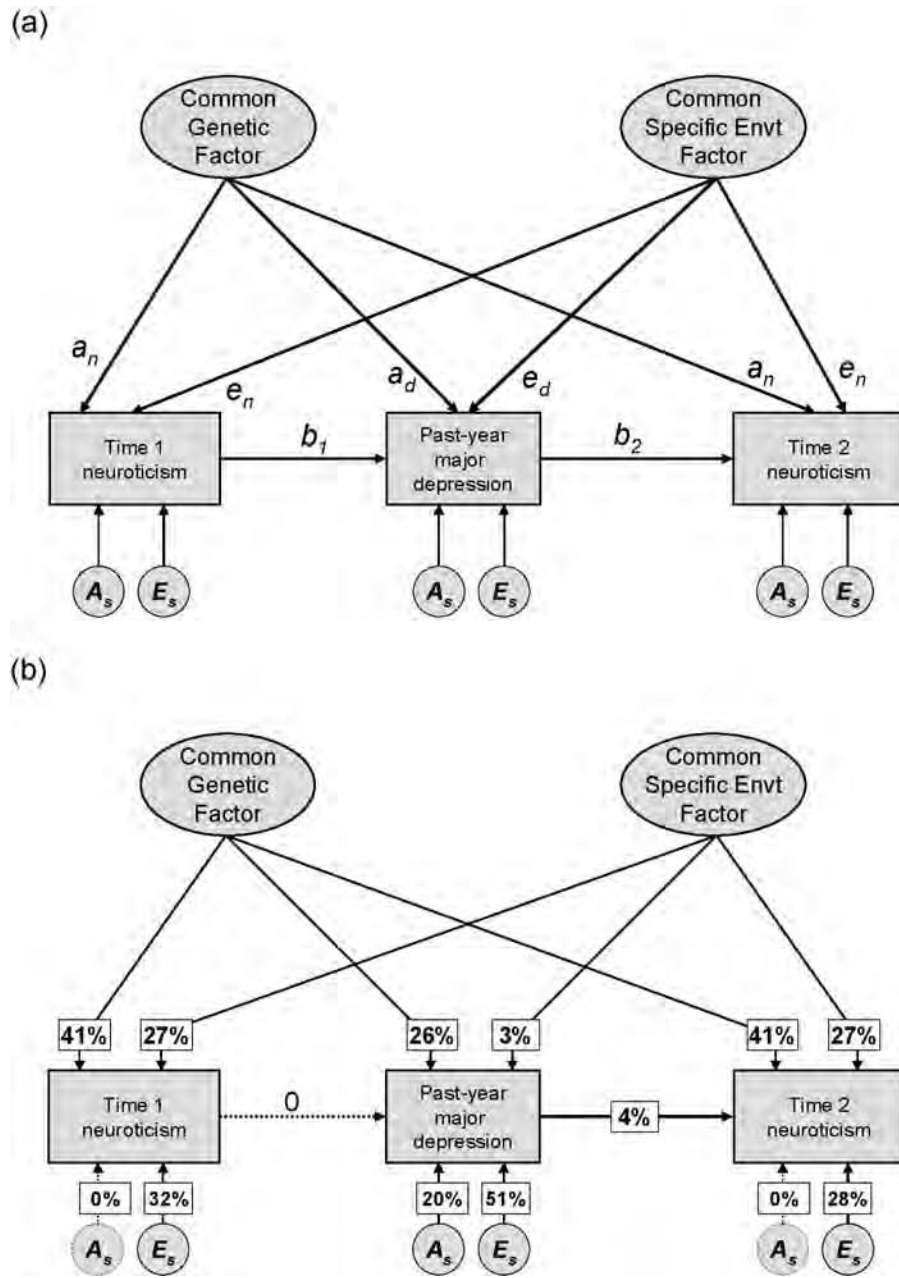 (a)
Common
Genetic
Factor
Common
Specific Envt
Factor
a_n
e_n
a_d
e_d
a_n
e_n
Time 1
neuroticism
b_1
Past-year
major
depression
b_2
Time 2
neuroticism
A_s
E_s
A_s
E_s
A_s
E_s
(b)
Common
Genetic
Factor
Common
Specific Envt
Factor
41%
27%
26%
3%
41%
27%
Time 1
neuroticism
0
Past-year
major
depression
4%
Time 2
neuroticism
0%
32%
20%
51%
0%
28%
A_s
E_s
A_s
E_s
A_s
E_s